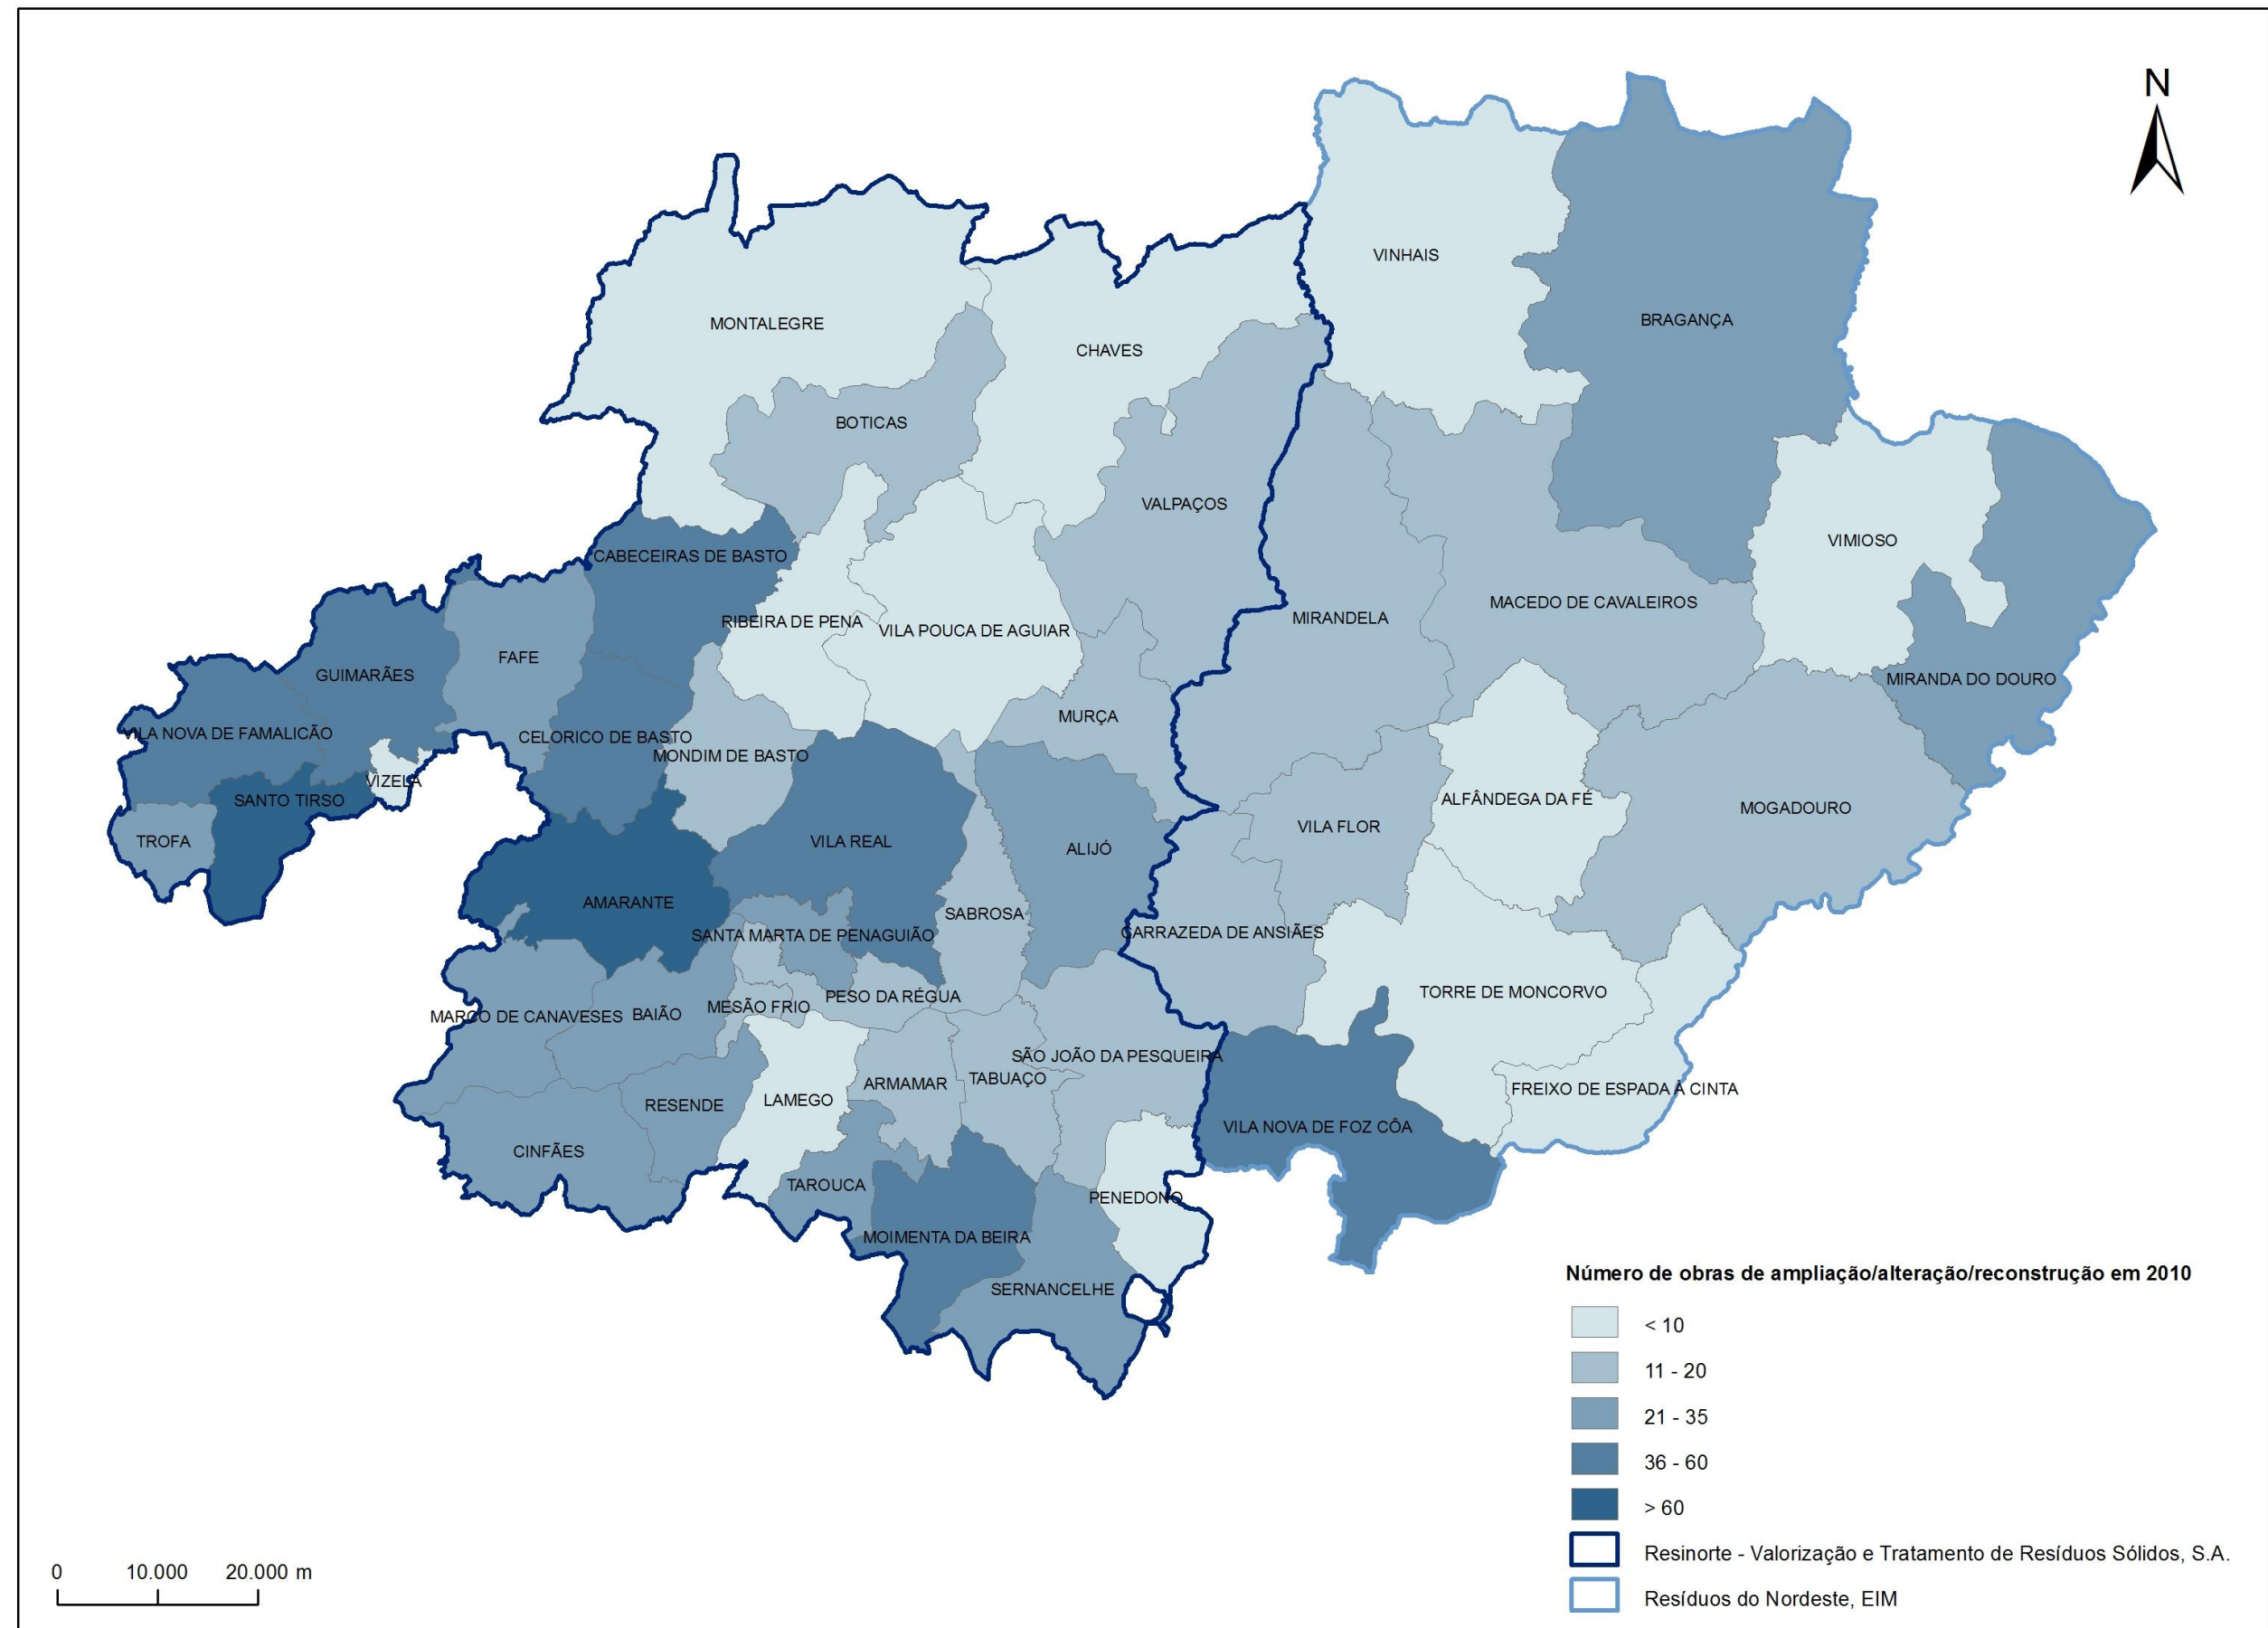 N
VINHAIS
BRAGANÇA
MONTALEGRE
CHAVES
BOTICAS
VALPAÇOS
VIMIOSO
CABECEIRAS DE BASTO
MACEDO DE CAVALEIROS
MIRANDELA
RIBEIRA DE PENA
VILA POUCA DE AGUIAR
FAFE
GUIMARÃES
MIRANDA DO DOURO
MURÇA
VILA NOVA DE FAMALICÃO
CELORICO DE BASTO
MONDIM DE BASTO
VIZELA
SANTO TIRSO
ALFÂNDEGA DA FÉ
MOGADOURO
VILA FLOR
TROFA
VILA REAL
ALIJÓ
AMARANTE
SABROSA
SANTA MARTA DE PENAGUIÃO
CARRAZEDA DE ANSIÃES
TORRE DE MONCORVO
PESO DA RÉGUA
MESÃO FRIO
MARCO DE CANAVESES
BAIÃO
SÃO JOÃO DA PESQUEIRA
TABUAÇO
ARMAMAR
FREIXO DE ESPADA À CINTA
LAMEGO
RESENDE
VILA NOVA DE FOZ CÔA
CINFÃES
TAROUCA
PENEDONO
MOIMENTA DA BEIRA
SERNANCELHE
Número de obras de ampliação/alteração/reconstrução em 2010
< 10
11 - 20
21 - 35
36 - 60
> 60
Resinorte - Valorização e Tratamento de Resíduos Sólidos, S.A.
Resíduos do Nordeste, EIM
0 10.000 20.000 m